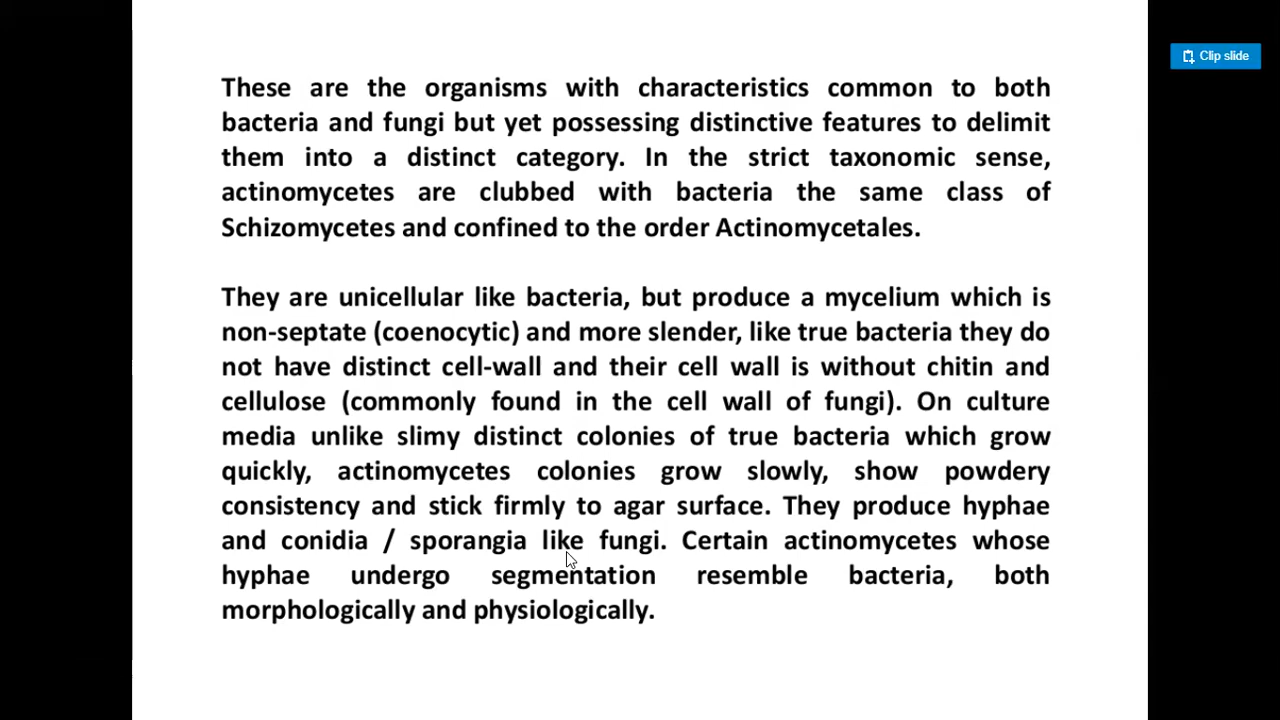 Clip slide
These are the organisms with characteristics common to both
bacteria and fungi but yet possessing distinctive features to delimit
them into a distinct category. In the strict taxonomic sense,
actinomycetes are clubbed with bacteria the same class of
Schizomycetes and confined to the order Actinomycetales.
They are unicellular like bacteria, but produce a mycelium which is
non-septate (coenocytic) and more slender, like true bacteria they do
not have distinct cell-wall and their cell wall is without chitin and
cellulose (commonly found in the cell wall of fungi). On culture
media unlike slimy distinct colonies of true bacteria which grow
quickly, actinomycetes colonies grow slowly, show powdery
consistency and stick firmly to agar surface. They produce hyphae
and conidia / sporangia like fungi. Certain actinomycetes whose
hyphae undergo segmentation resemble bacteria, both
morphologically and physiologically.